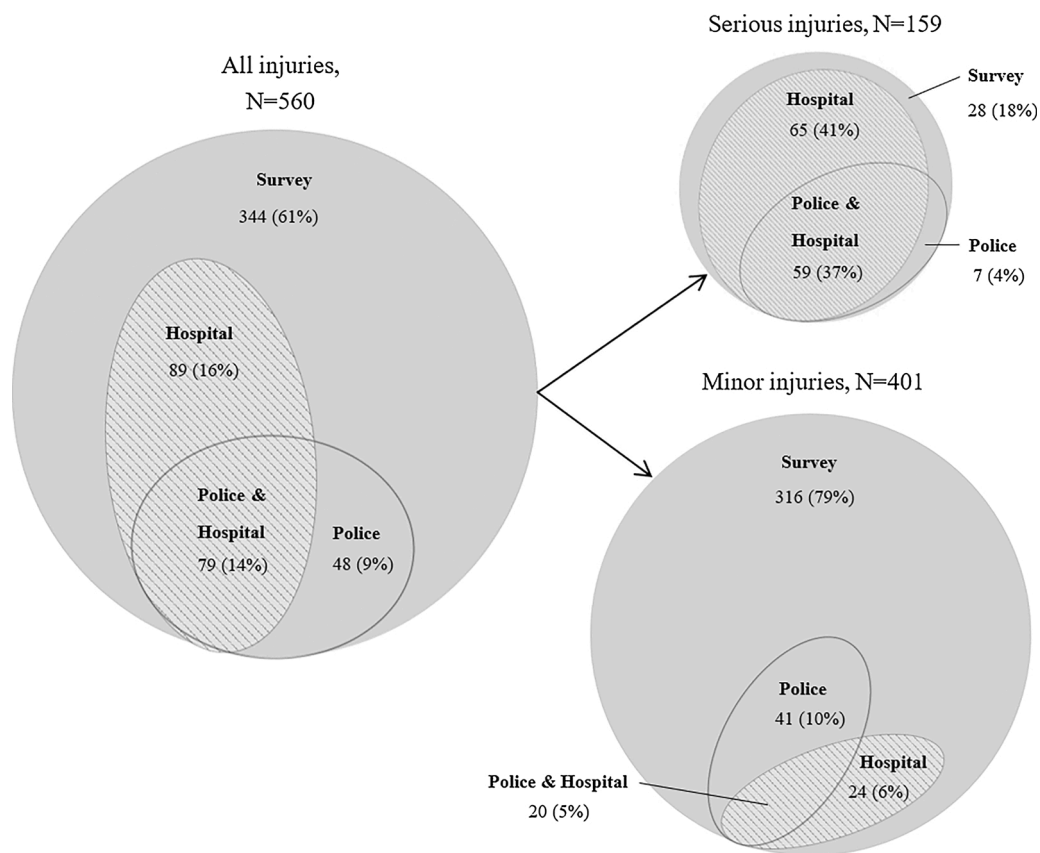 All injuries,
N=560
Survey
344 (61%)
Hospital
89 (16%)
Police &
Hospital
79 (14%)
Police
48 (9%)
Serious injuries, N=159
Survey
28 (18%)
Hospital
65 (41%)
Police &
Hospital
59 (37%)
Police
7 (4%)
Minor injuries, N=401
Survey
316 (79%)
Police
41 (10%)
Hospital
24 (6%)
Police & Hospital
20 (5%)